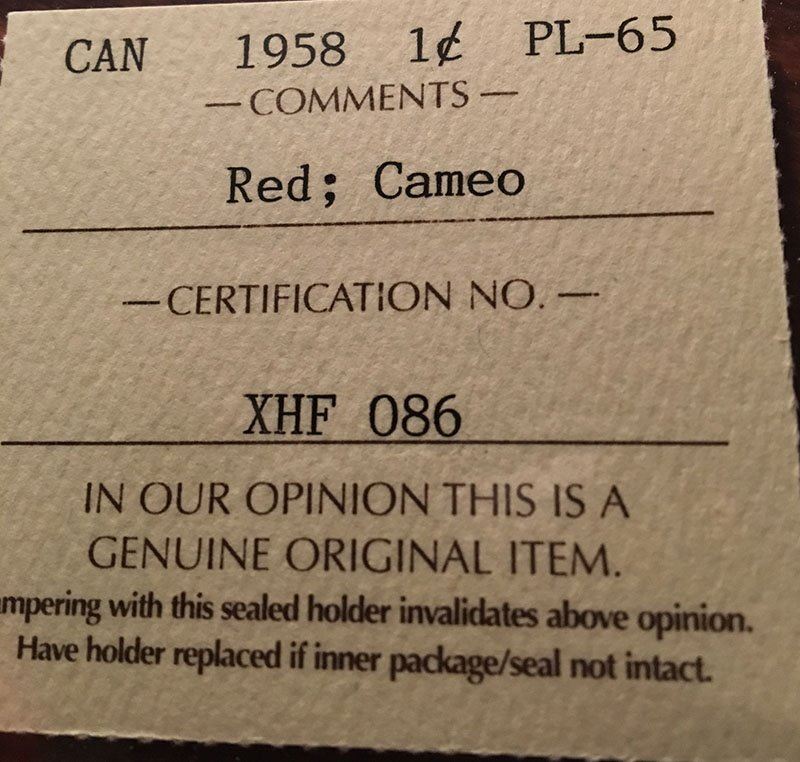 CAN 1958 1¢ PL-65
—COMMENTS—
Red; Cameo
—CERTIFICATION NO.—
XHF 086
IN OUR OPINION THIS IS A
GENUINE ORIGINAL ITEM.
mpering with this sealed holder invalidates above opinion.
Have holder replaced if inner package/seal not intact.